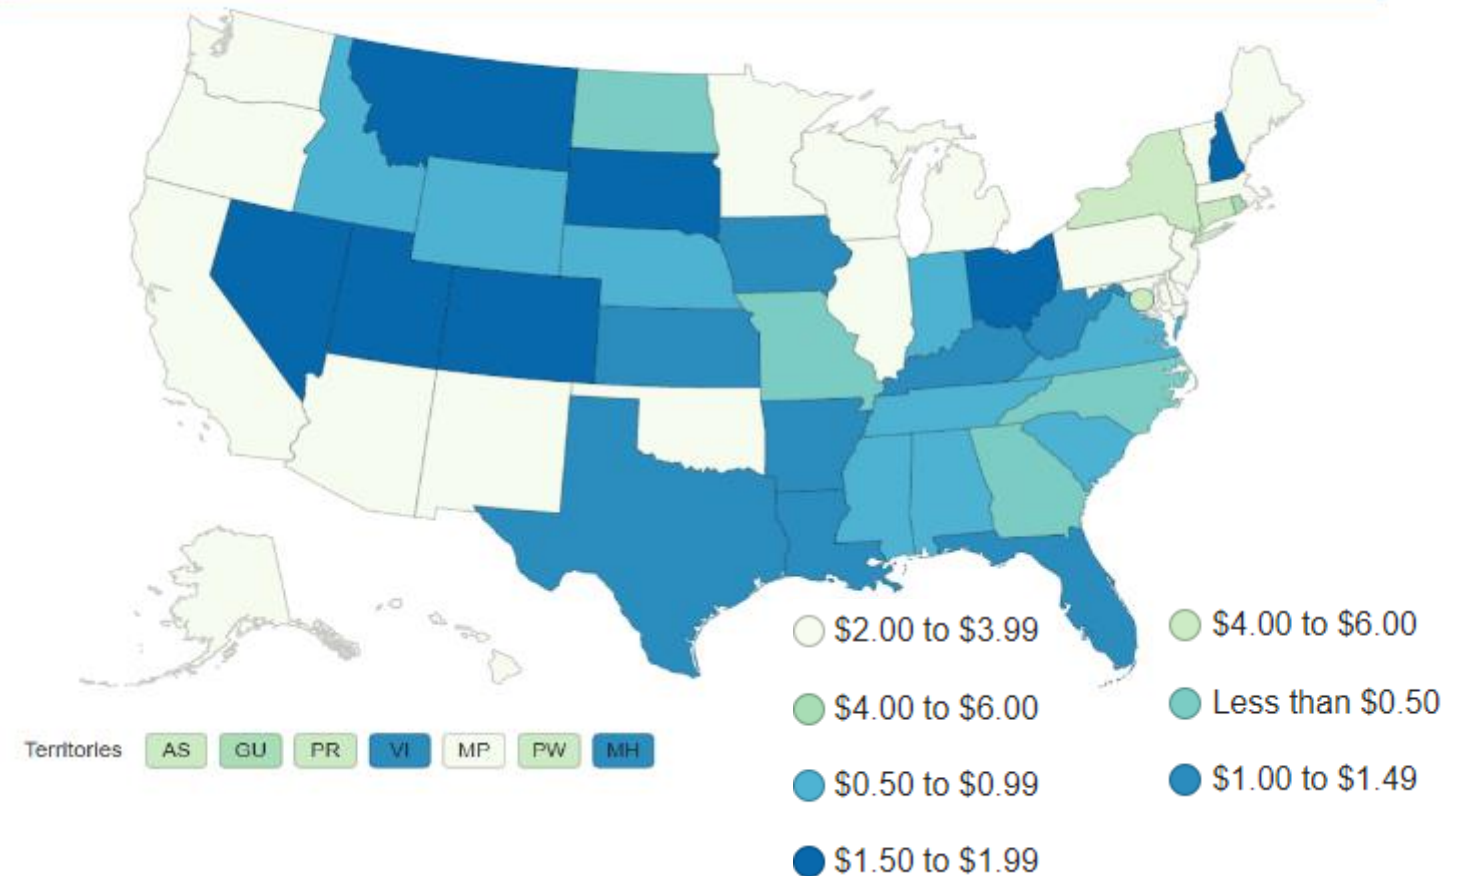 $2.00 to $3.99
$4.00 to $6.00
$4.00 to $6.00
Less than $0.50
$0.50 to $0.99
$1.00 to $1.49
$1.50 to $1.99
Territories AS GU PR VI MP PW MH